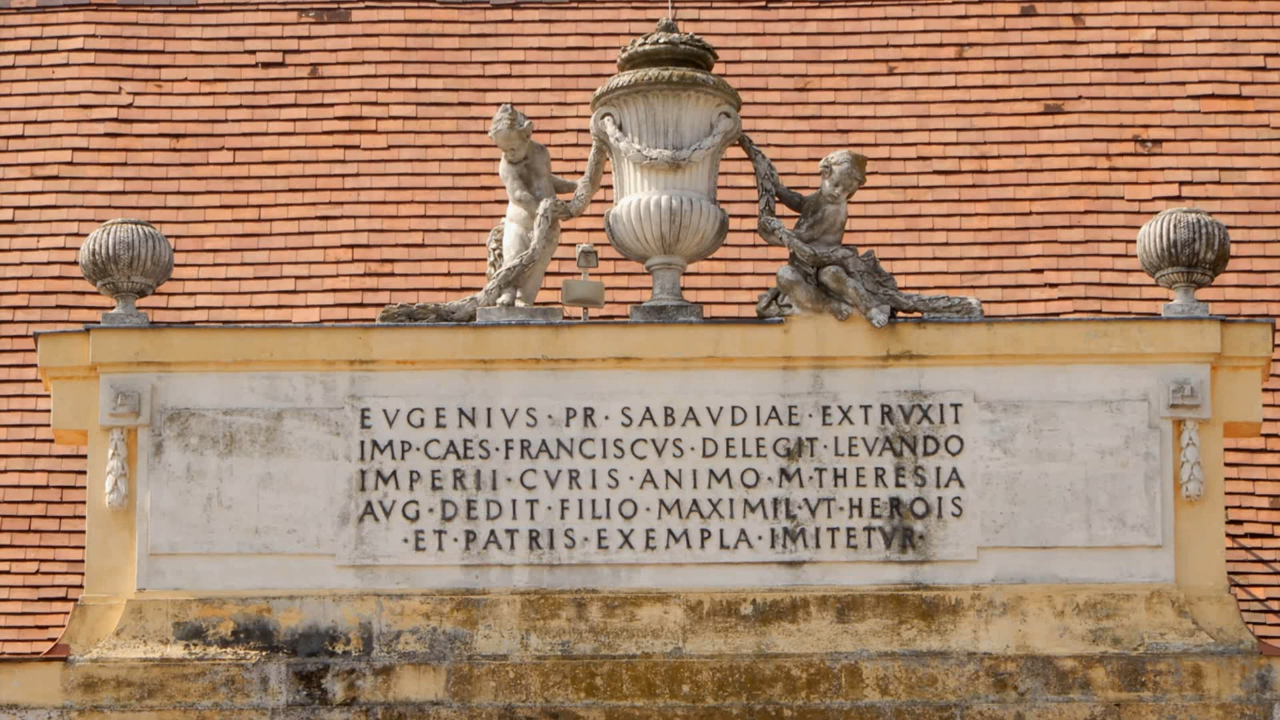 EVGENIVS·PR·SABAVDIAE·EXTRVXIT
IMP·CAES·FRANCISCVS·DELEGIT·LEVANDO
IMPERII·CVRIS·ANIMO·M·THERESIA
AVG·DEDIT·FILIO·MAXIMIL·VT·HEROIS
·ET·PATRIS·EXEMPLA·IMITETVR·